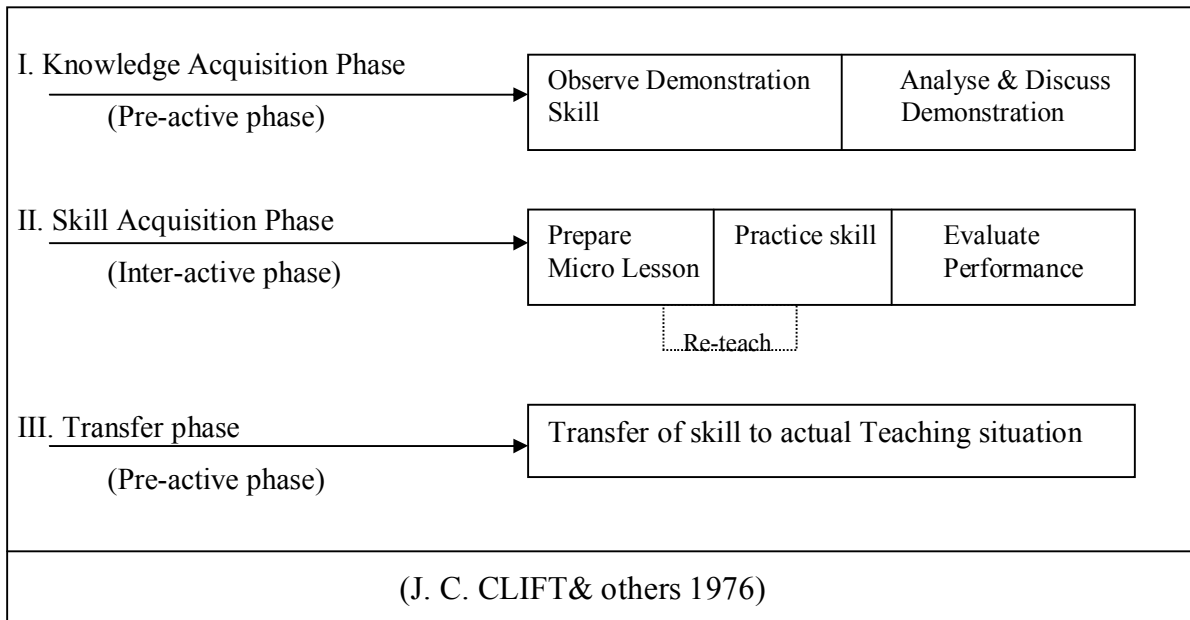 I. Knowledge Acquisition Phase
(Pre-active phase)
Observe Demonstration
Skill
Analyse & Discuss
Demonstration
II. Skill Acquisition Phase
(Inter-active phase)
Prepare
Micro Lesson
Practice skill
Evaluate
Performance
Re-teach
III. Transfer phase
(Pre-active phase)
Transfer of skill to actual Teaching situation
(J. C. CLIFT& others 1976)